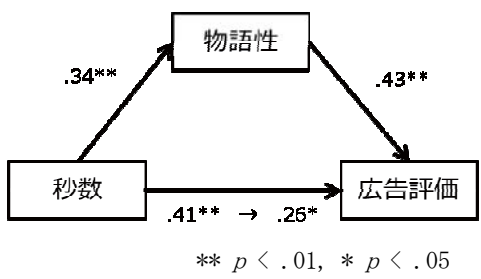 物語性
.34**
.43**
秒数
広告評価
.41** → .26*
** p < .01, * p < .05